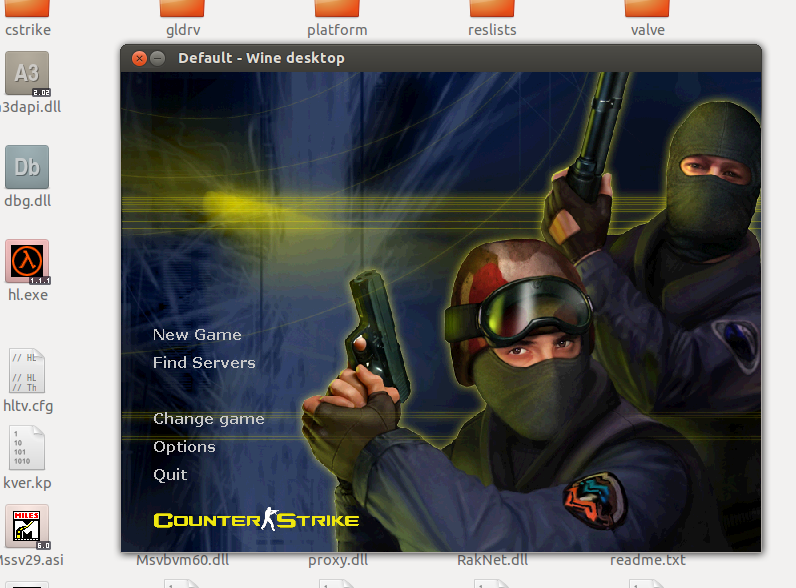 cstrike
gldrv
platform
reslists
valve
Default - Wine desktop
A3
2.02
3dapi.dll
Db
dbg.dll
1.1.1
hl.exe
New Game
Find Servers
// HL
// HL
// Th
hltv.cfg
Change game
Options
1
10
101
1010
kver.kp
Quit
MILES
6.0
COUNTER STRIKE
Mssv29.asi
Msvbvm60.dll
proxy.dll
RakNet.dll
readme.txt